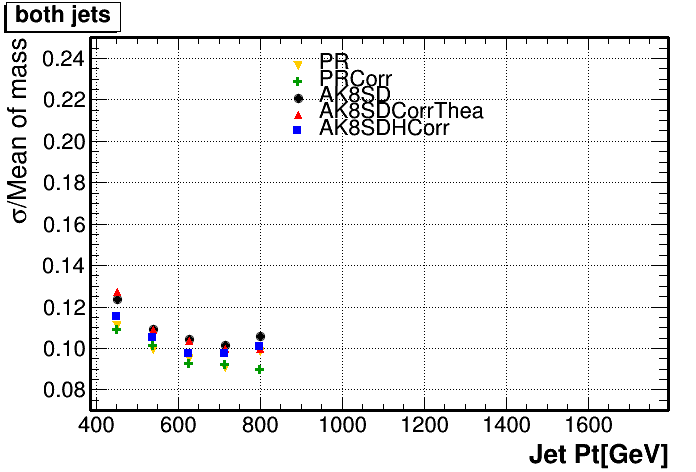 both jets
σ/Mean of mass
0.24
0.22
0.20
0.18
0.16
0.14
0.12
0.10
0.08
PR
PRCorr
AK8SD
AK8SDCorrThea
AK8SDHCorr
400 600 800 1000 1200 1400 1600
Jet Pt[GeV]